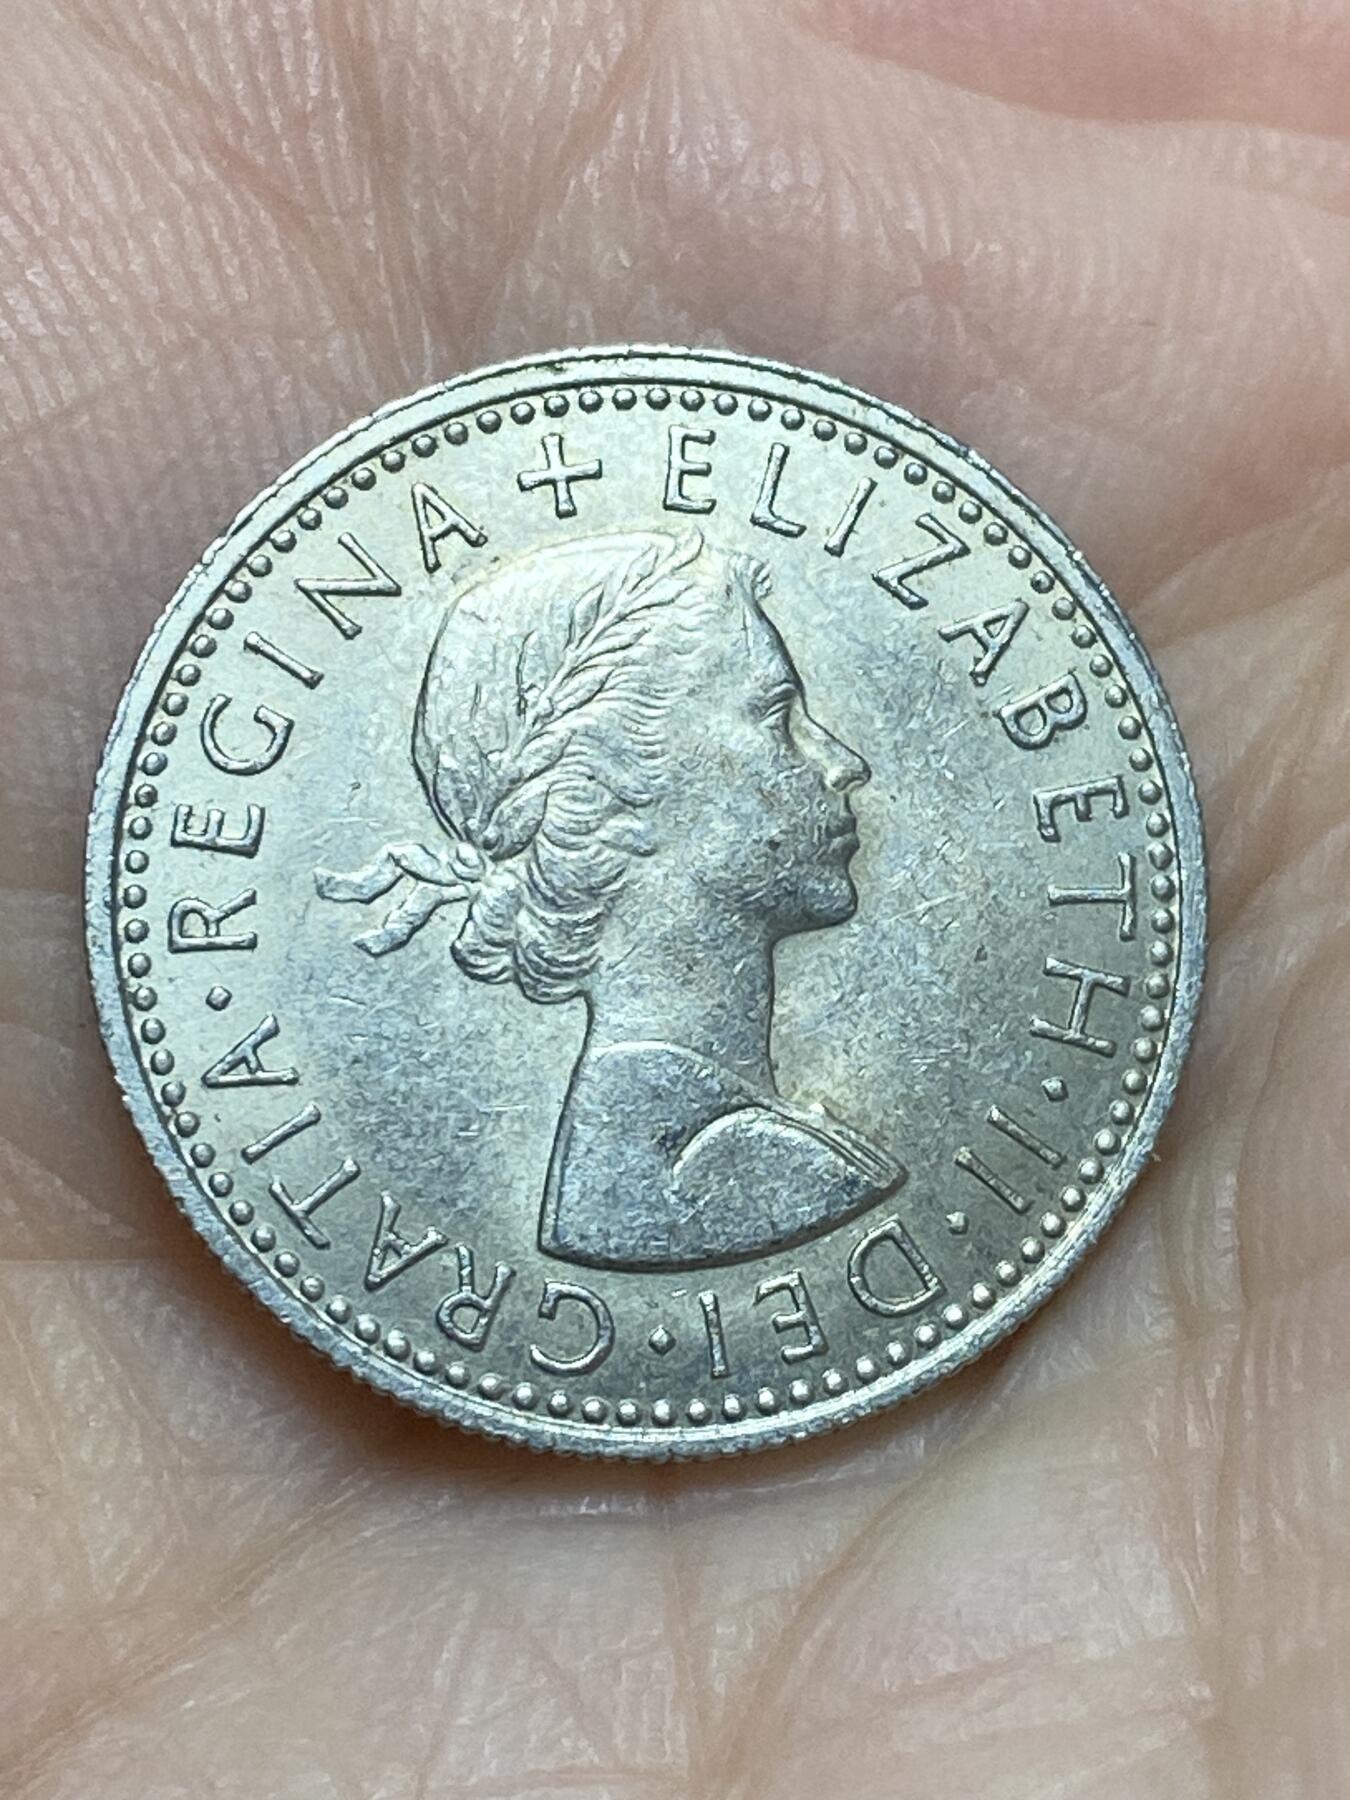 + ELIZABETH · II · DEI · GRATIA · REGINA